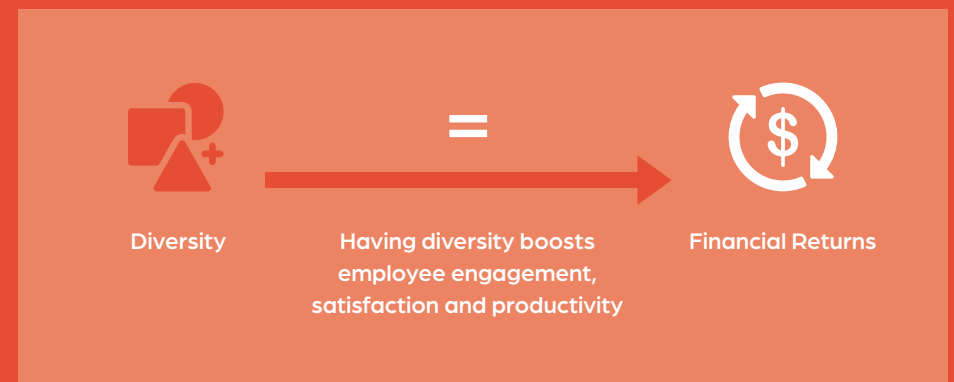 =
$
Diversity
Having diversity boosts
employee engagement,
satisfaction and productivity
Financial Returns